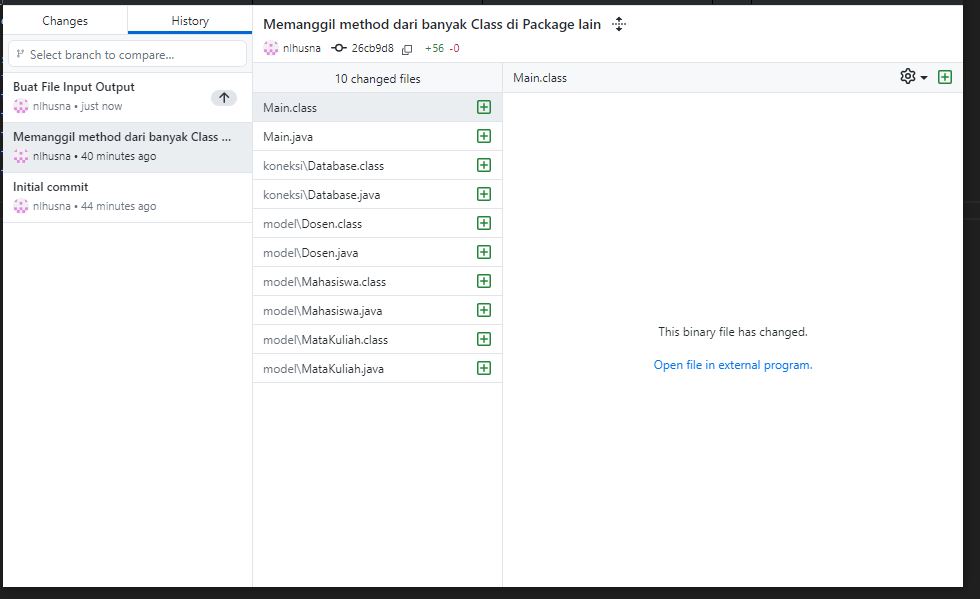 Changes
History
Select branch to compare...
Buat File Input Output
nlhusna • just now
Memanggil method dari banyak Class ...
nlhusna • 40 minutes ago
Initial commit
nlhusna • 44 minutes ago
Memanggil method dari banyak Class di Package lain
nlhusna 26cb9d8 +56 -0
10 changed files
Main.class
Main.java
koneksi\Database.class
koneksi\Database.java
model\Dosen.class
model\Dosen.java
model\Mahasiswa.class
model\Mahasiswa.java
model\MataKuliah.class
model\MataKuliah.java
Main.class
This binary file has changed.
Open file in external program.